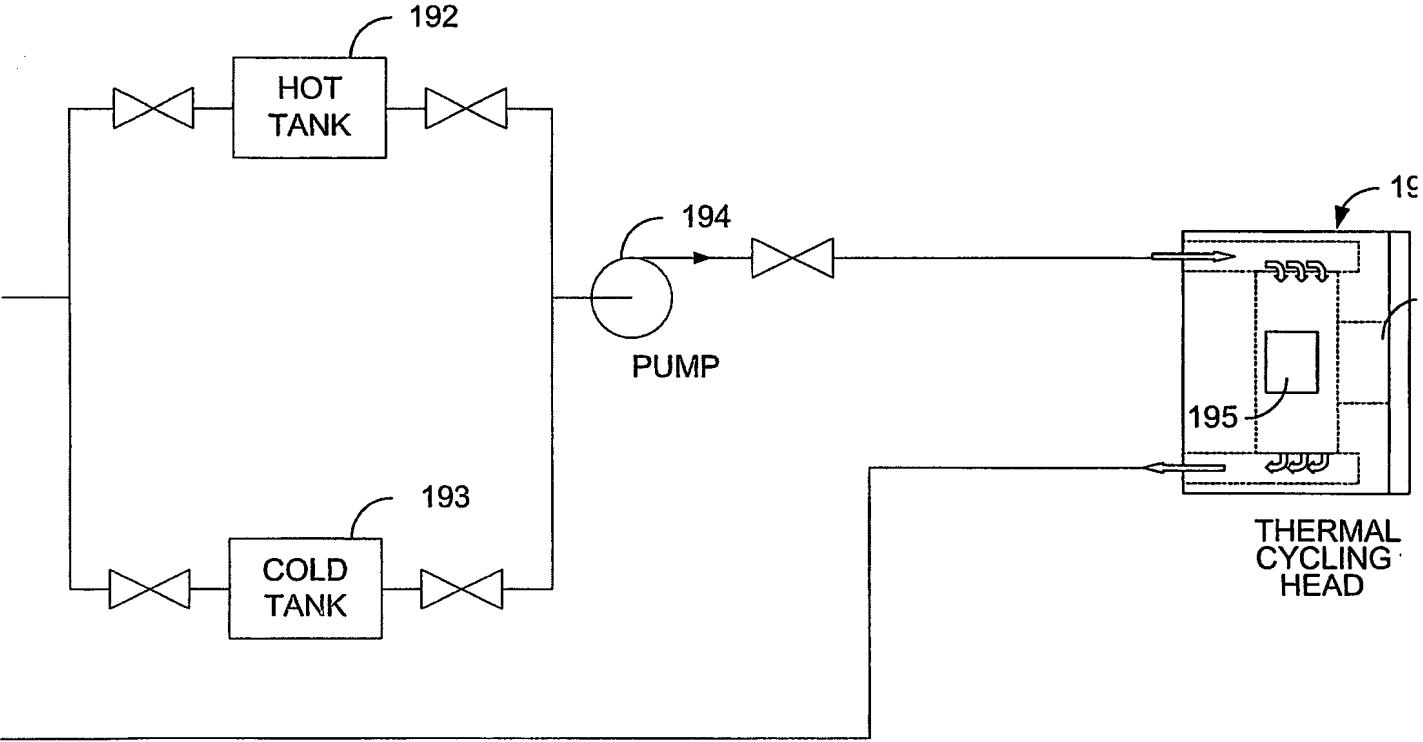 192
HOT
TANK
194
PUMP
195
193
COLD
TANK
THERMAL
CYCLING
HEAD